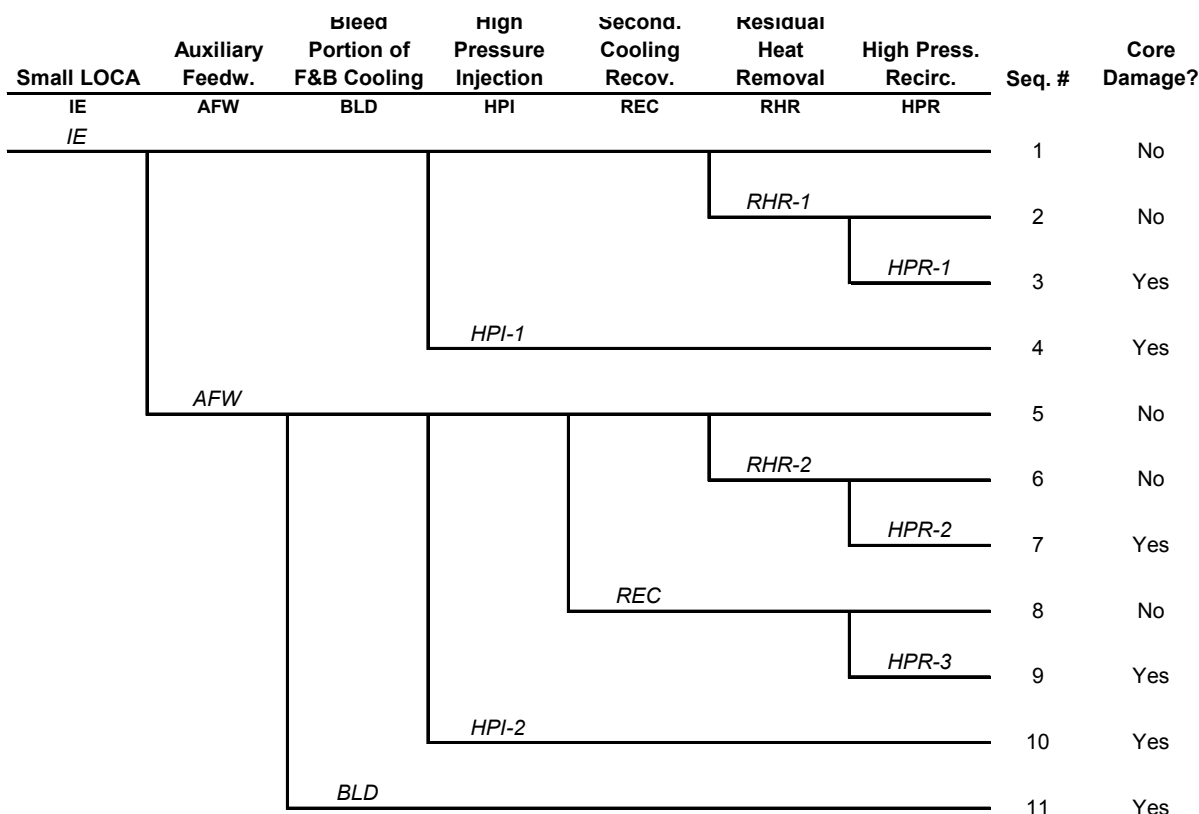 Bleed High Second. Residual
Auxiliary Portion of Pressure Cooling Heat High Press. Core
Small LOCA Feedw. F&B Cooling Injection Recov. Removal Recirc. Seq. # Damage?
IE AFW BLD HPI REC RHR HPR
IE
1 No
RHR-1
2 No
HPR-1
3 Yes
HPI-1
4 Yes
AFW
5 No
RHR-2
6 No
HPR-2
7 Yes
REC
8 No
HPR-3
9 Yes
HPI-2
10 Yes
BLD
11 Yes